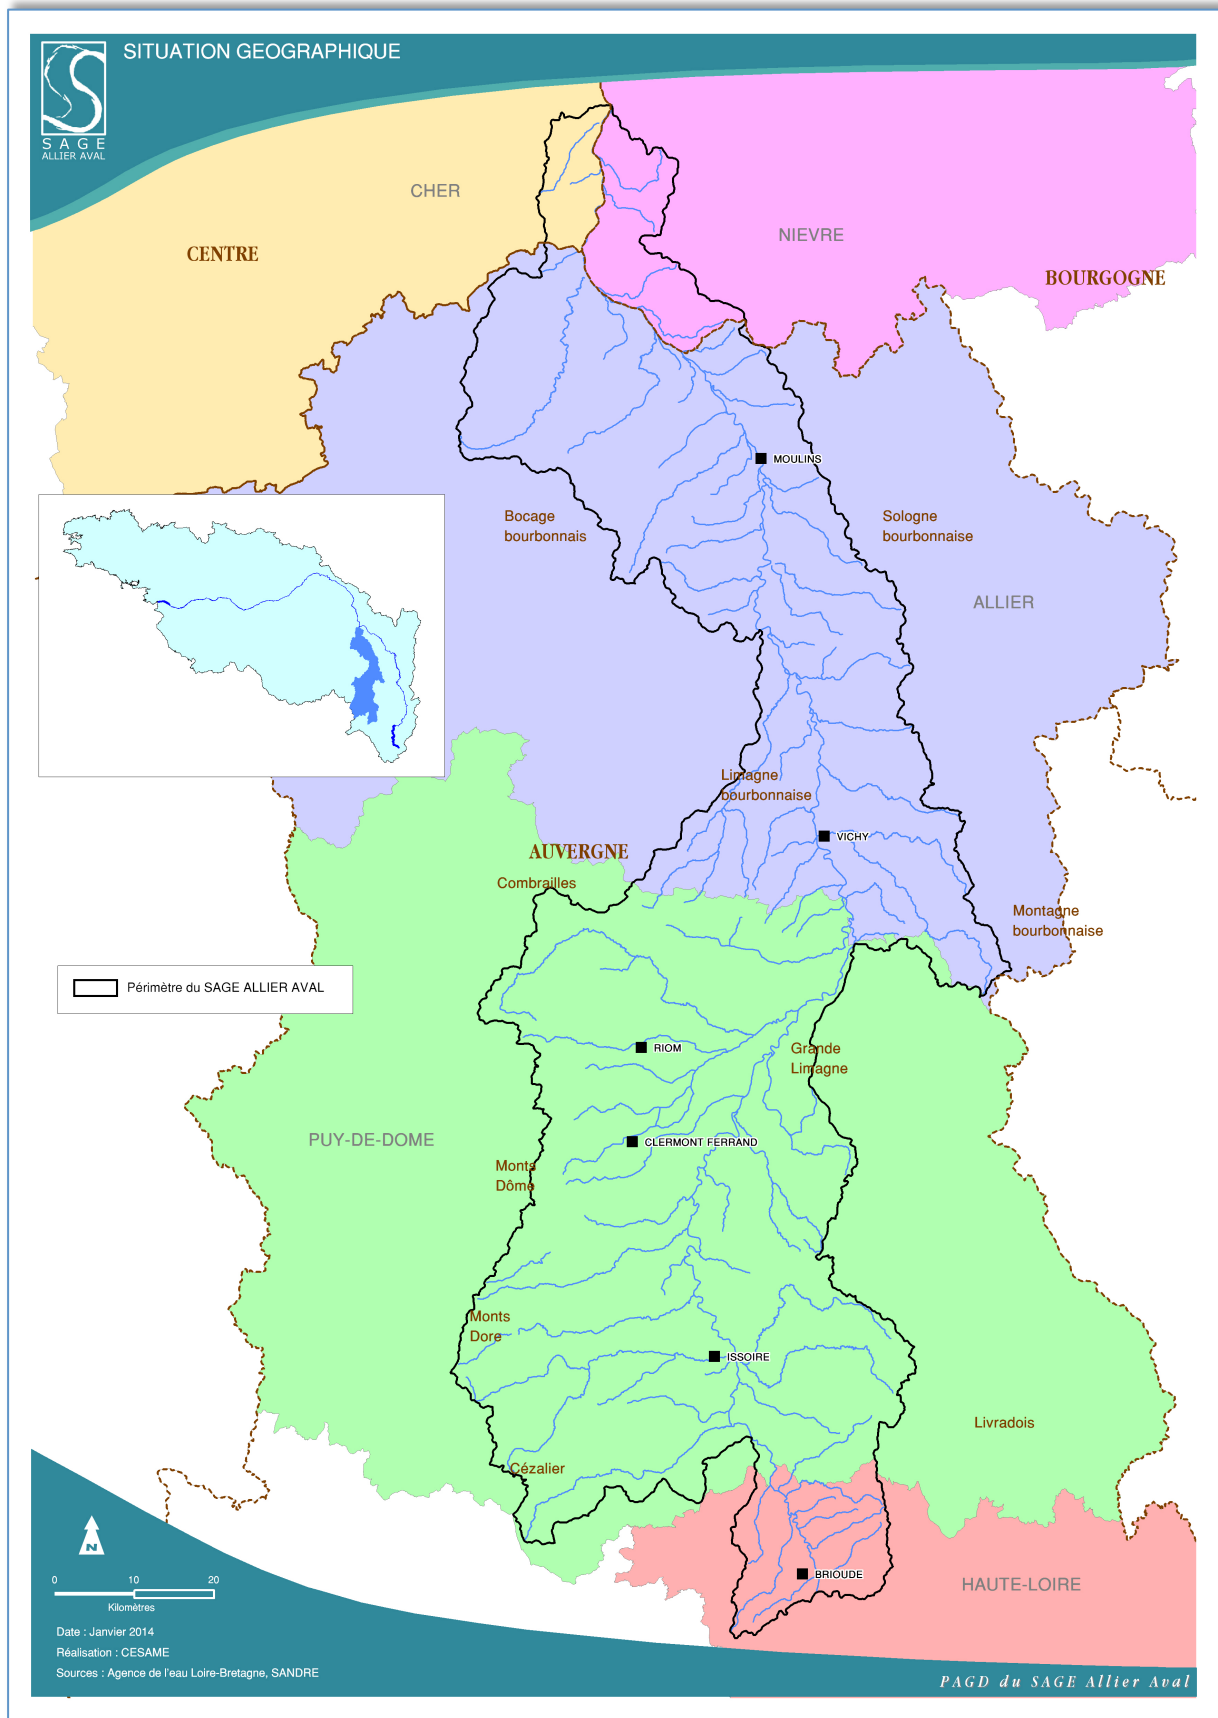 SITUATION GEOGRAPHIQUE
SAGE
ALLIER AVAL
CHER
NIEVRE
CENTRE
BOURGOGNE
MOULINS
Bocage
bourbonnais
Sologne
bourbonnaise
ALLIER
Limagne
bourbonnaise
VICHY
AUVERGNE
Combrailles
Montagne
bourbonnaise
Périmètre du SAGE ALLIER AVAL
RIOM
Grande
Limagne
PUY-DE-DOME
CLERMONT FERRAND
Monts
Dôme
Monts
Dore
ISSOIRE
Livradois
Cézalier
N
BRIOUDE
HAUTE-LOIRE
0 10 20
Kilomètres
Date : Janvier 2014
Réalisation : CESAME
Sources : Agence de l'eau Loire-Bretagne, SANDRE
PAGD du SAGE Allier Aval